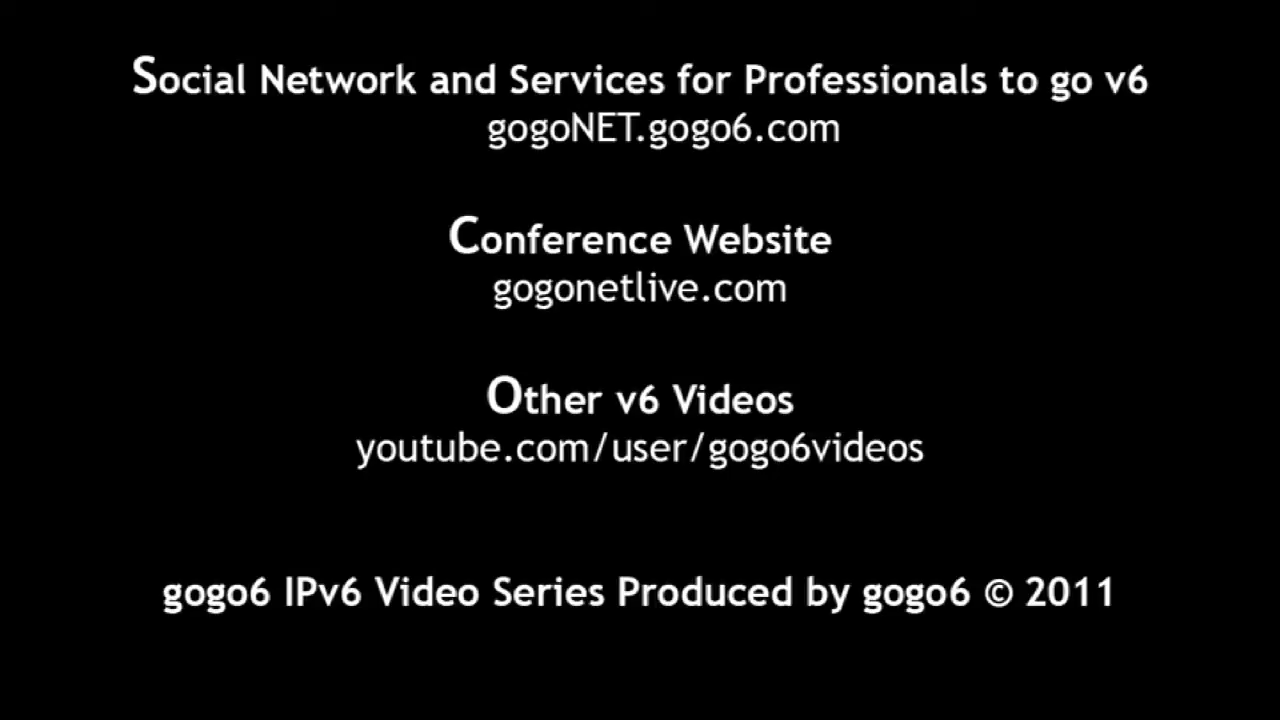 Social Network and Services for Professionals to go v6
gogoNET.gogo6.com
Conference Website
gogonetlive.com
Other v6 Videos
youtube.com/user/gogo6videos
gogo6 IPv6 Video Series Produced by gogo6 © 2011